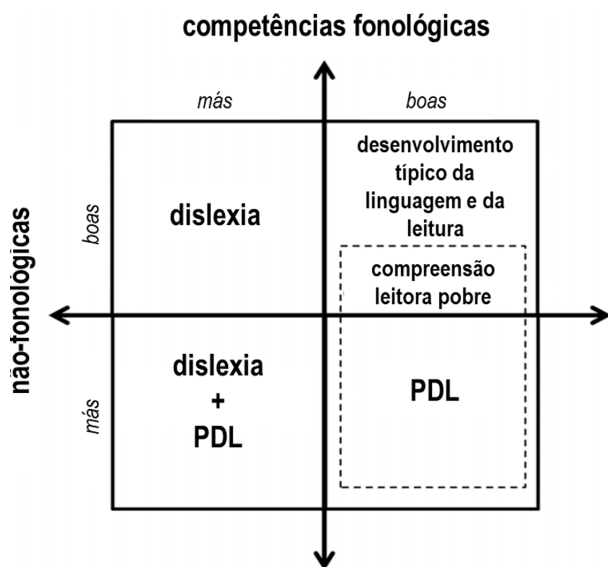 competências fonológicas
más
boas
não-fonológicas
boas
más
dislexia
desenvolvimento
típico da
linguagem e da
leitura
compreensão
leitora pobre
dislexia
+
PDL
PDL